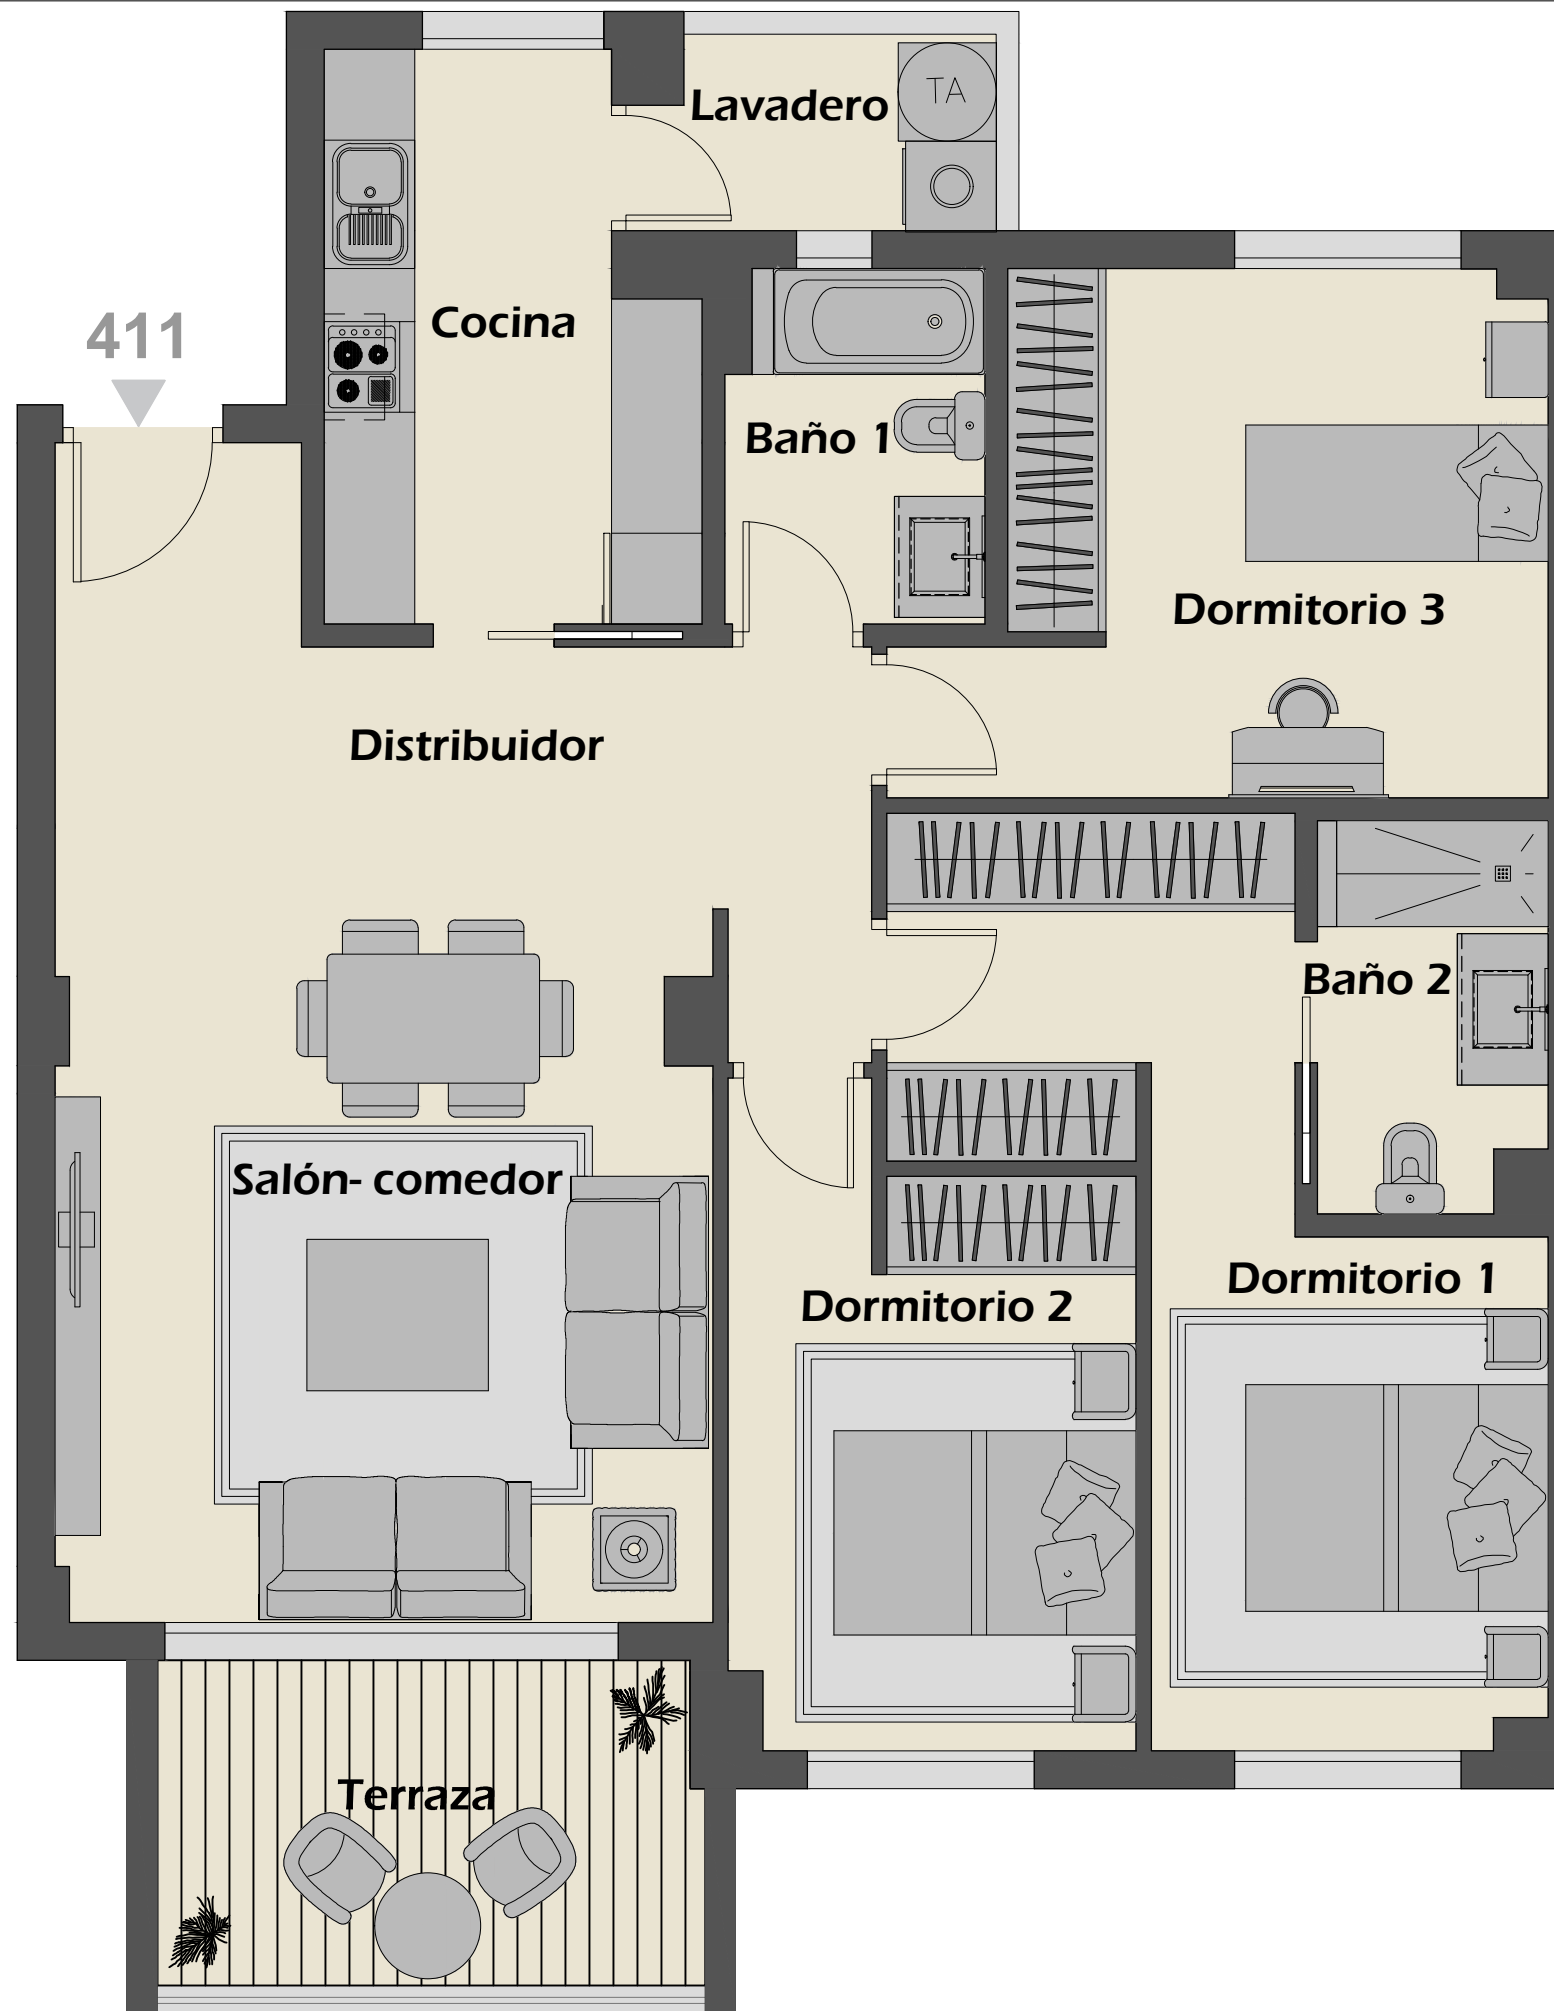 Lavadero
TA
411
Cocina
Baño 1
Dormitorio 3
Distribuidor
Baño 2
Salón- comedor
Dormitorio 1
Dormitorio 2
Terraza